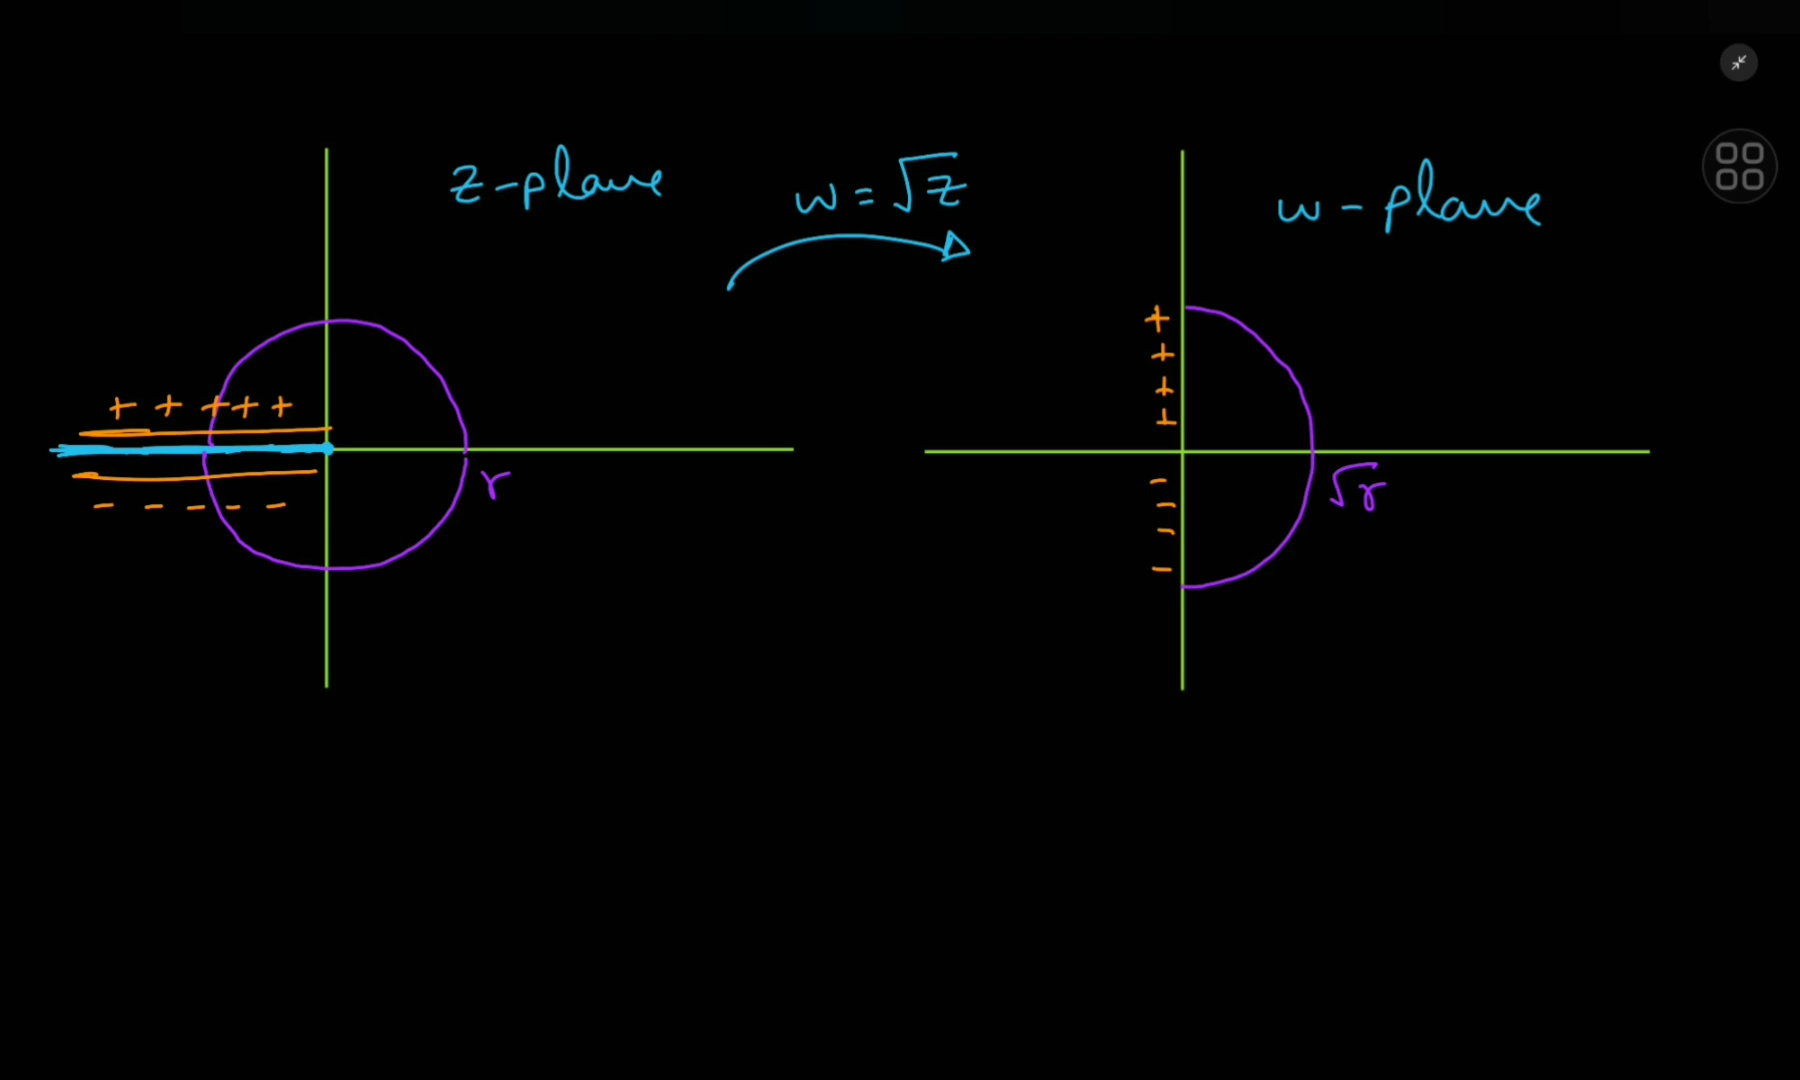 z-plane
w = √z
w - plane
+ + + + +
- - - - -
r
+
+
+
+
-
-
-
-
√r